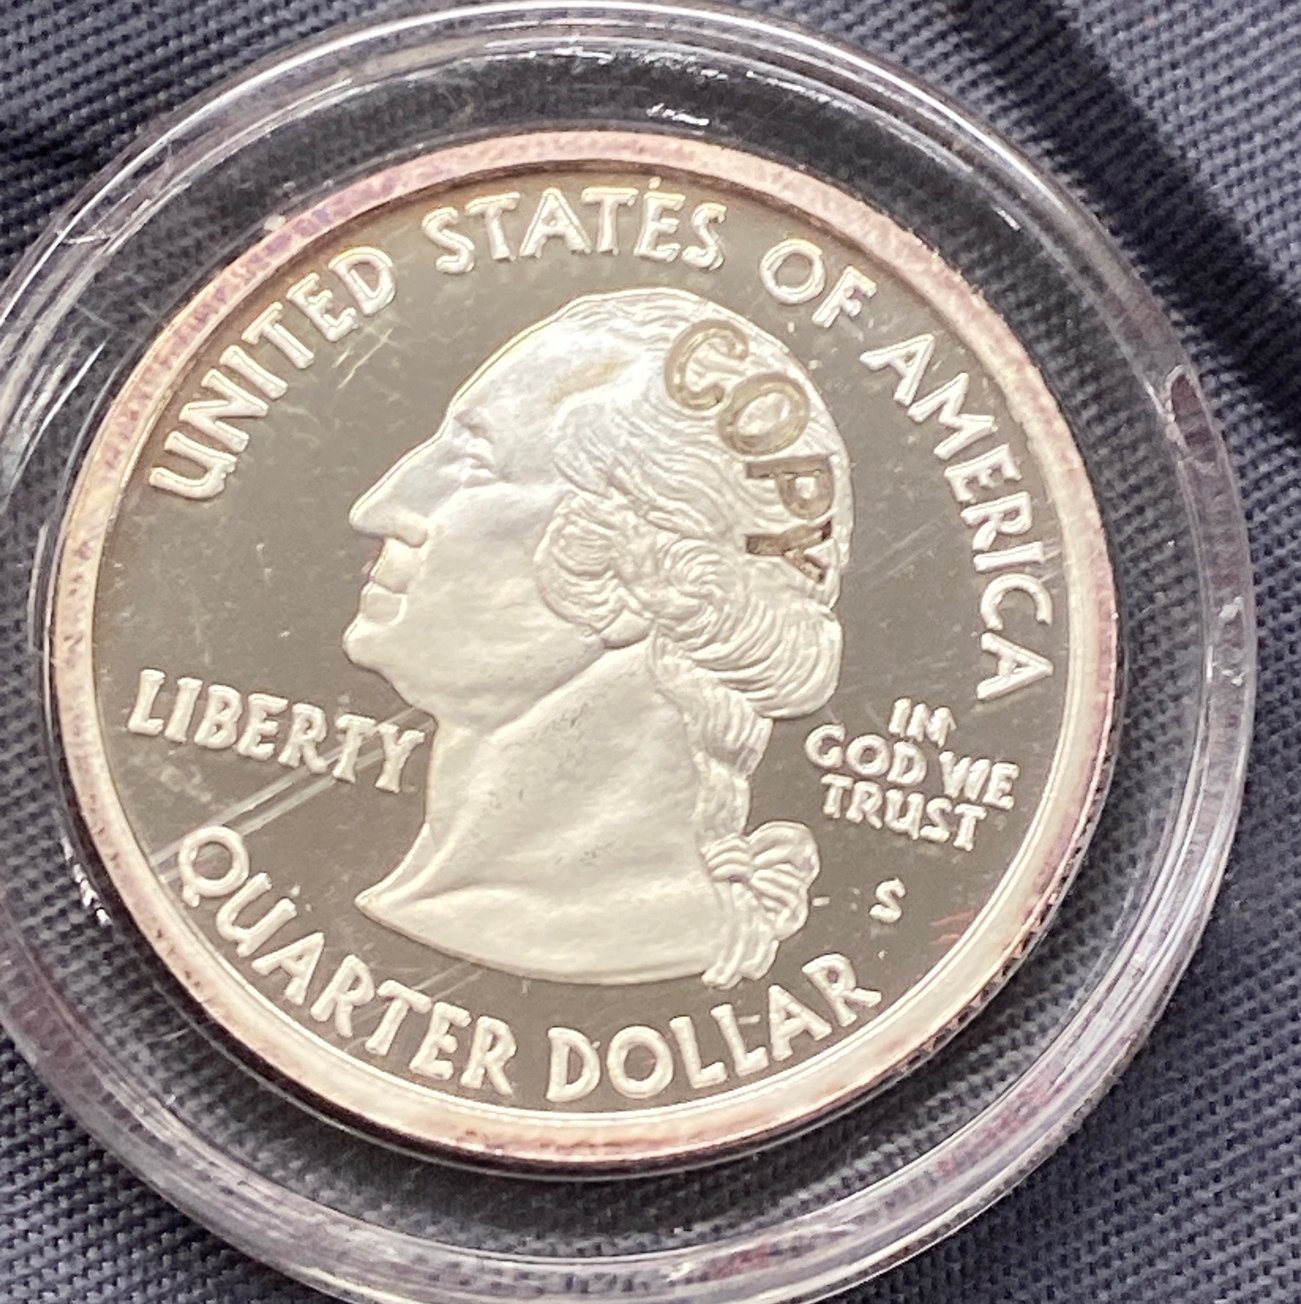 UNITED STATES OF AMERICA
COPY
LIBERTY
IN
GOD WE
TRUST
S
QUARTER DOLLAR